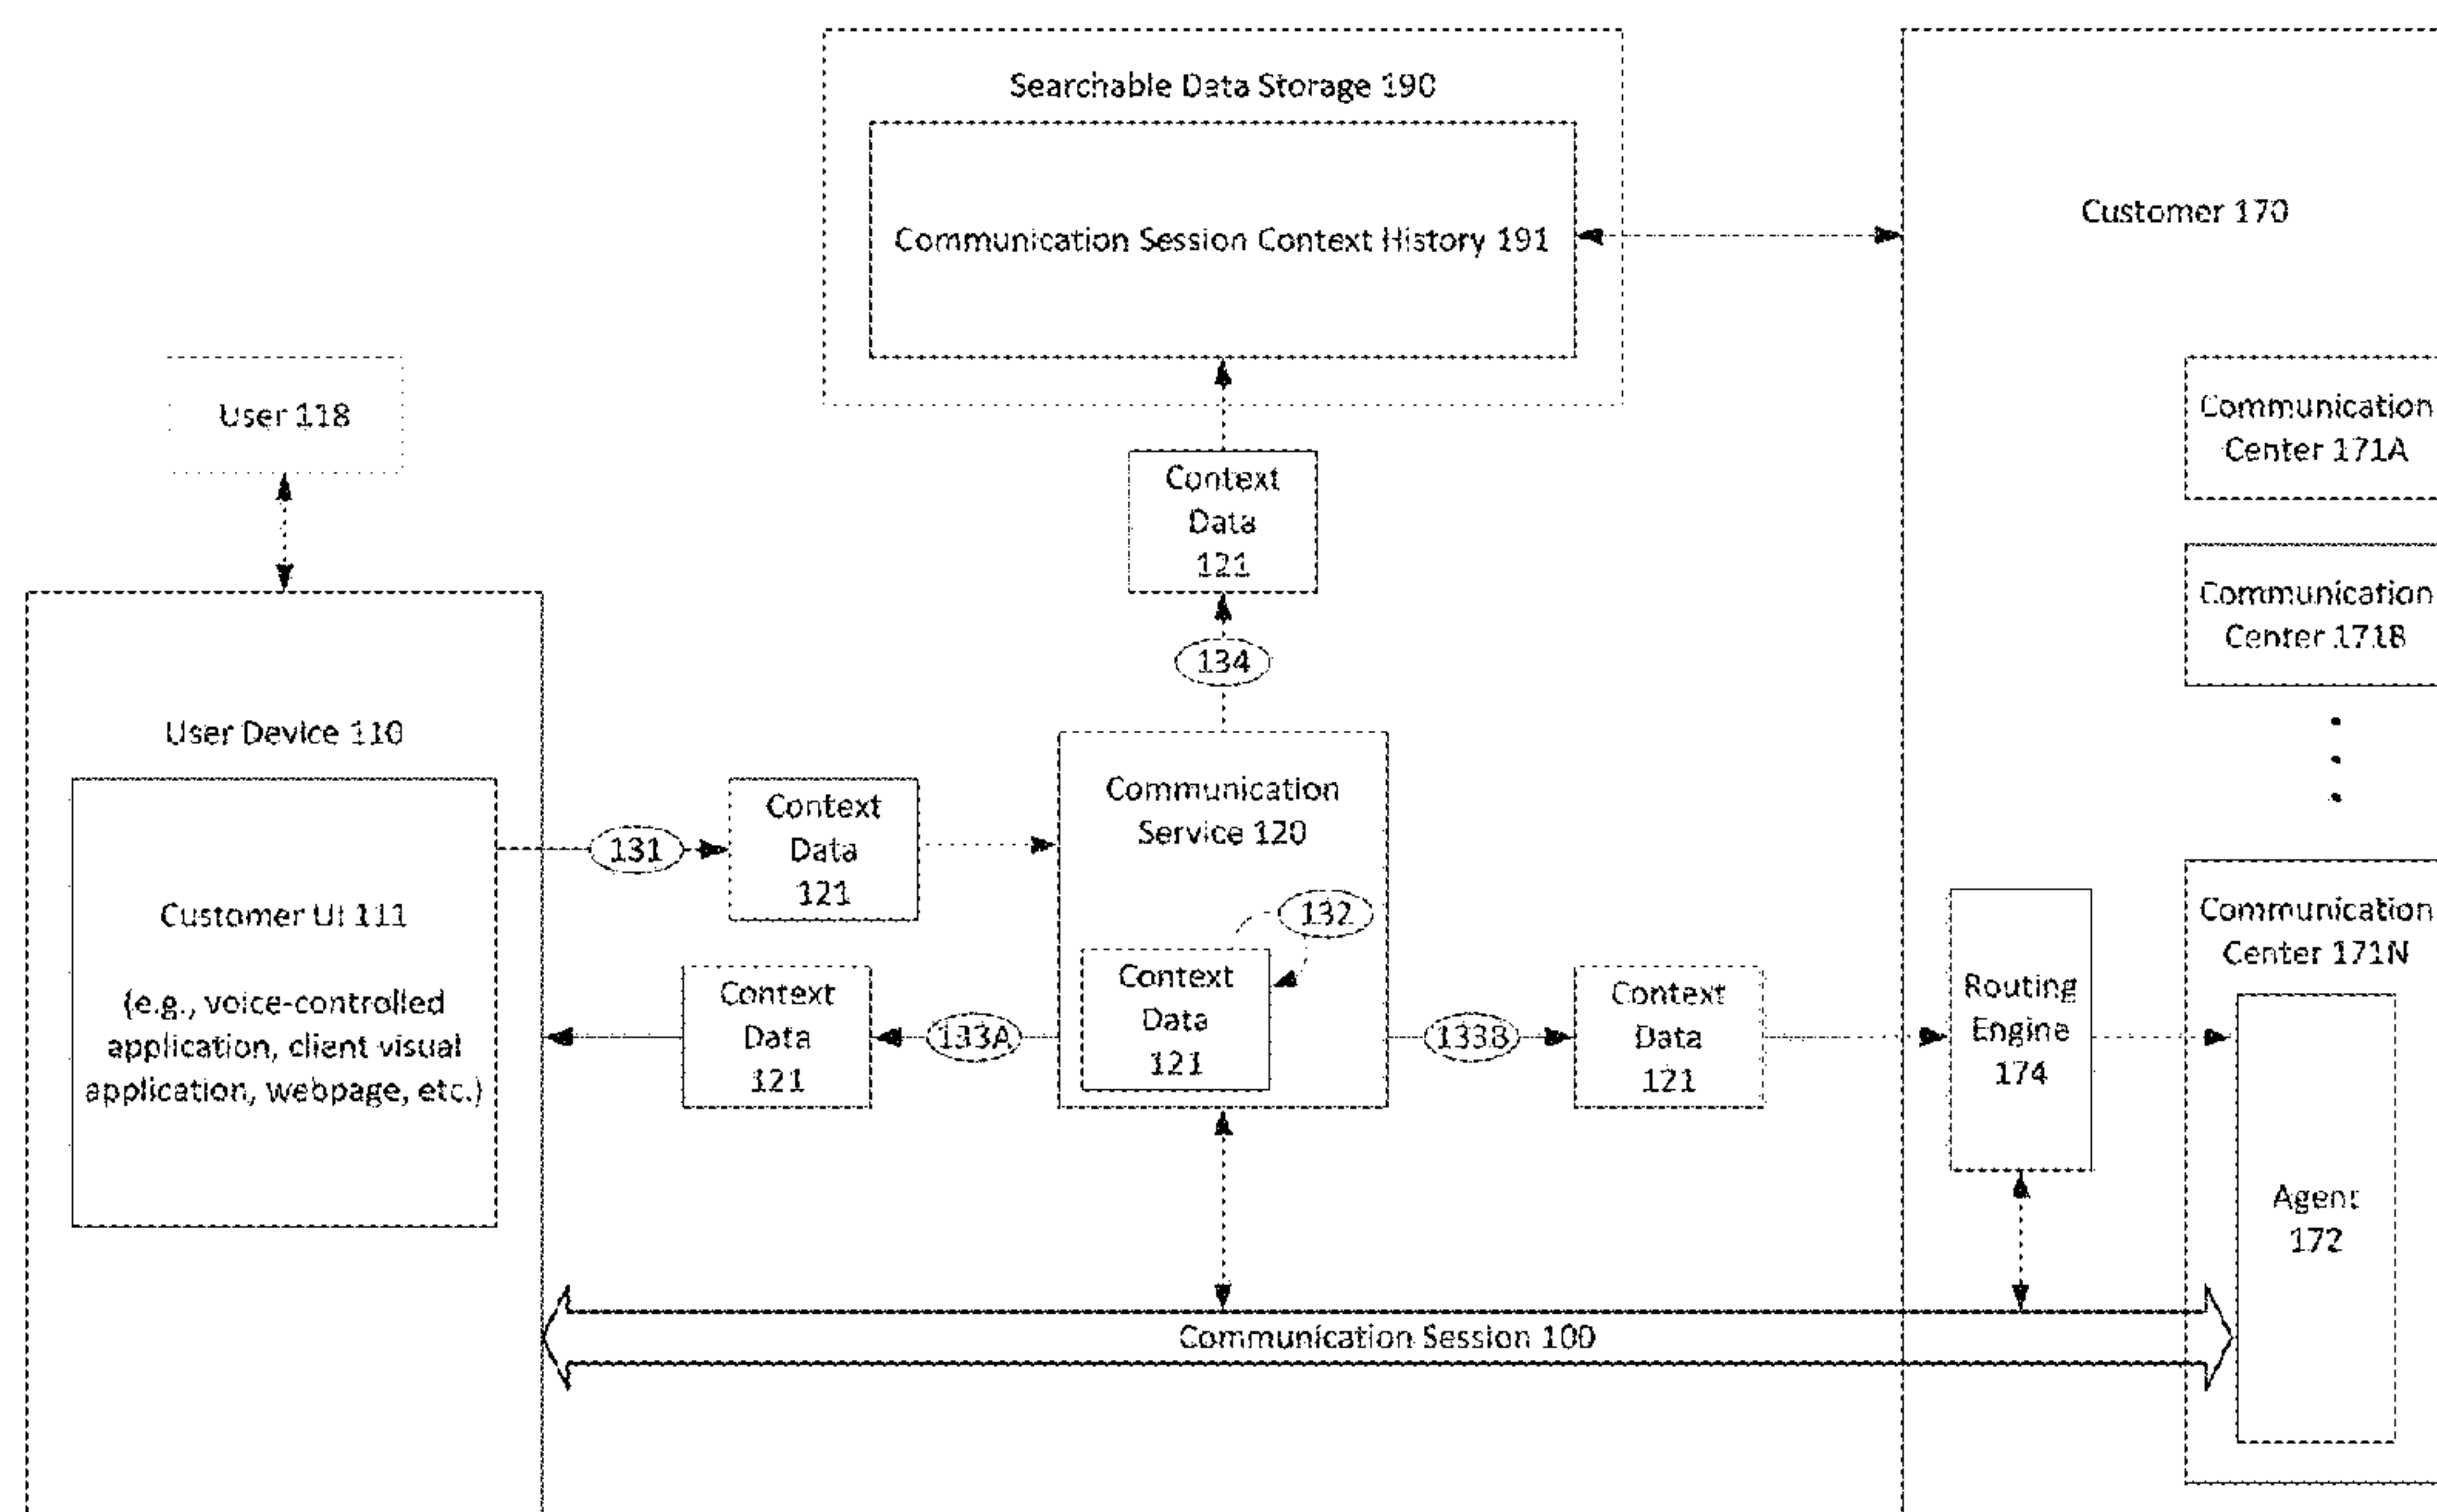 Searchable Data Storage 190
Communication Session Context History 191
Customer 170
User 118
Communication
Center 171A
Context
Data
121
Communication
Center 171B
134
User Device 110
Customer UI 111
(e.g., voice-controlled
application, client visual
application, webpage, etc.)
131
Context
Data
121
Communication
Service 120
132
Context
Data
121
133A
Context
Data
121
133B
Context
Data
121
Routing
Engine
174
Communication
Center 171N
Agent
172
Communication Session 100